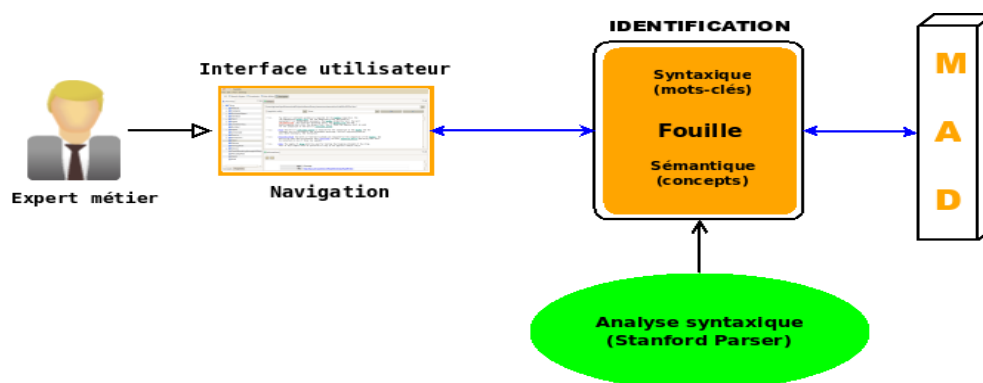 IDENTIFICATION
Interface utilisateur
Syntaxique
(mots-clés)
Fouille
Sémantique
(concepts)
M
A
D
Navigation
Expert métier
Analyse syntaxique
(Stanford Parser)